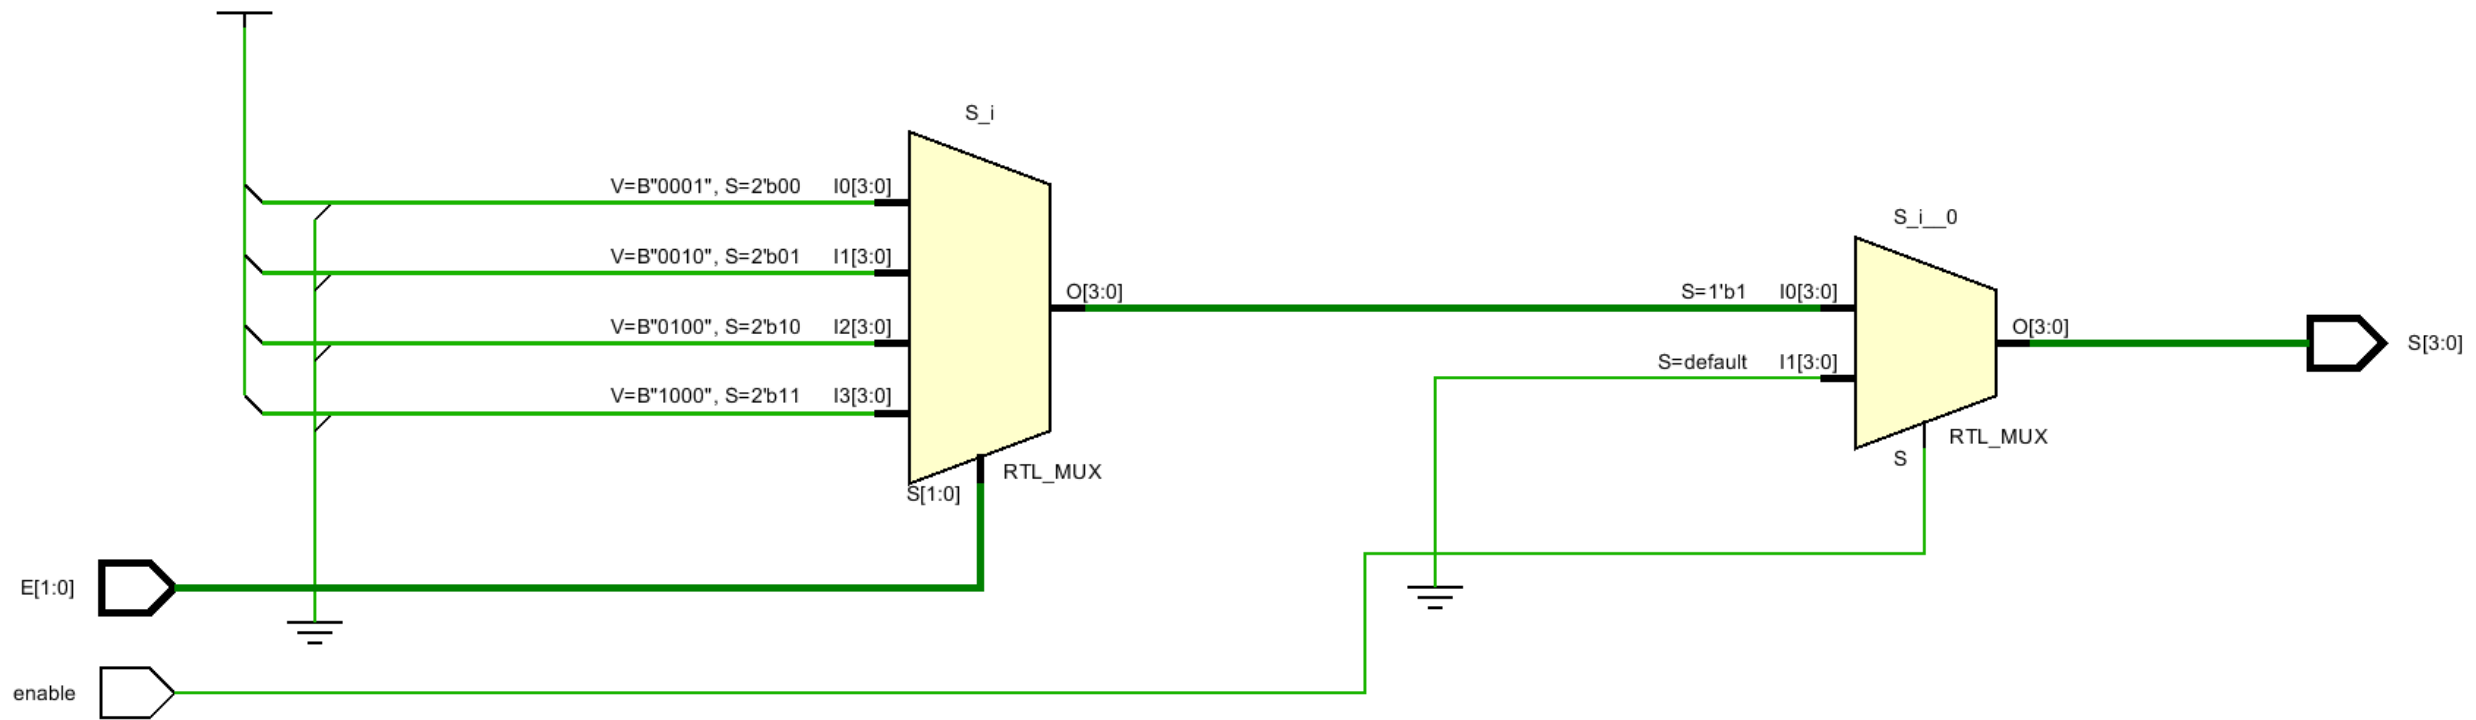 S_i
V=B"0001", S=2'b00 I0[3:0]
V=B"0010", S=2'b01 I1[3:0]
V=B"0100", S=2'b10 I2[3:0]
V=B"1000", S=2'b11 I3[3:0]
O[3:0]
RTL_MUX
S[1:0]
E[1:0]
enable
S_i__0
S=1'b1 I0[3:0]
S=default I1[3:0]
O[3:0]
S[3:0]
RTL_MUX
S